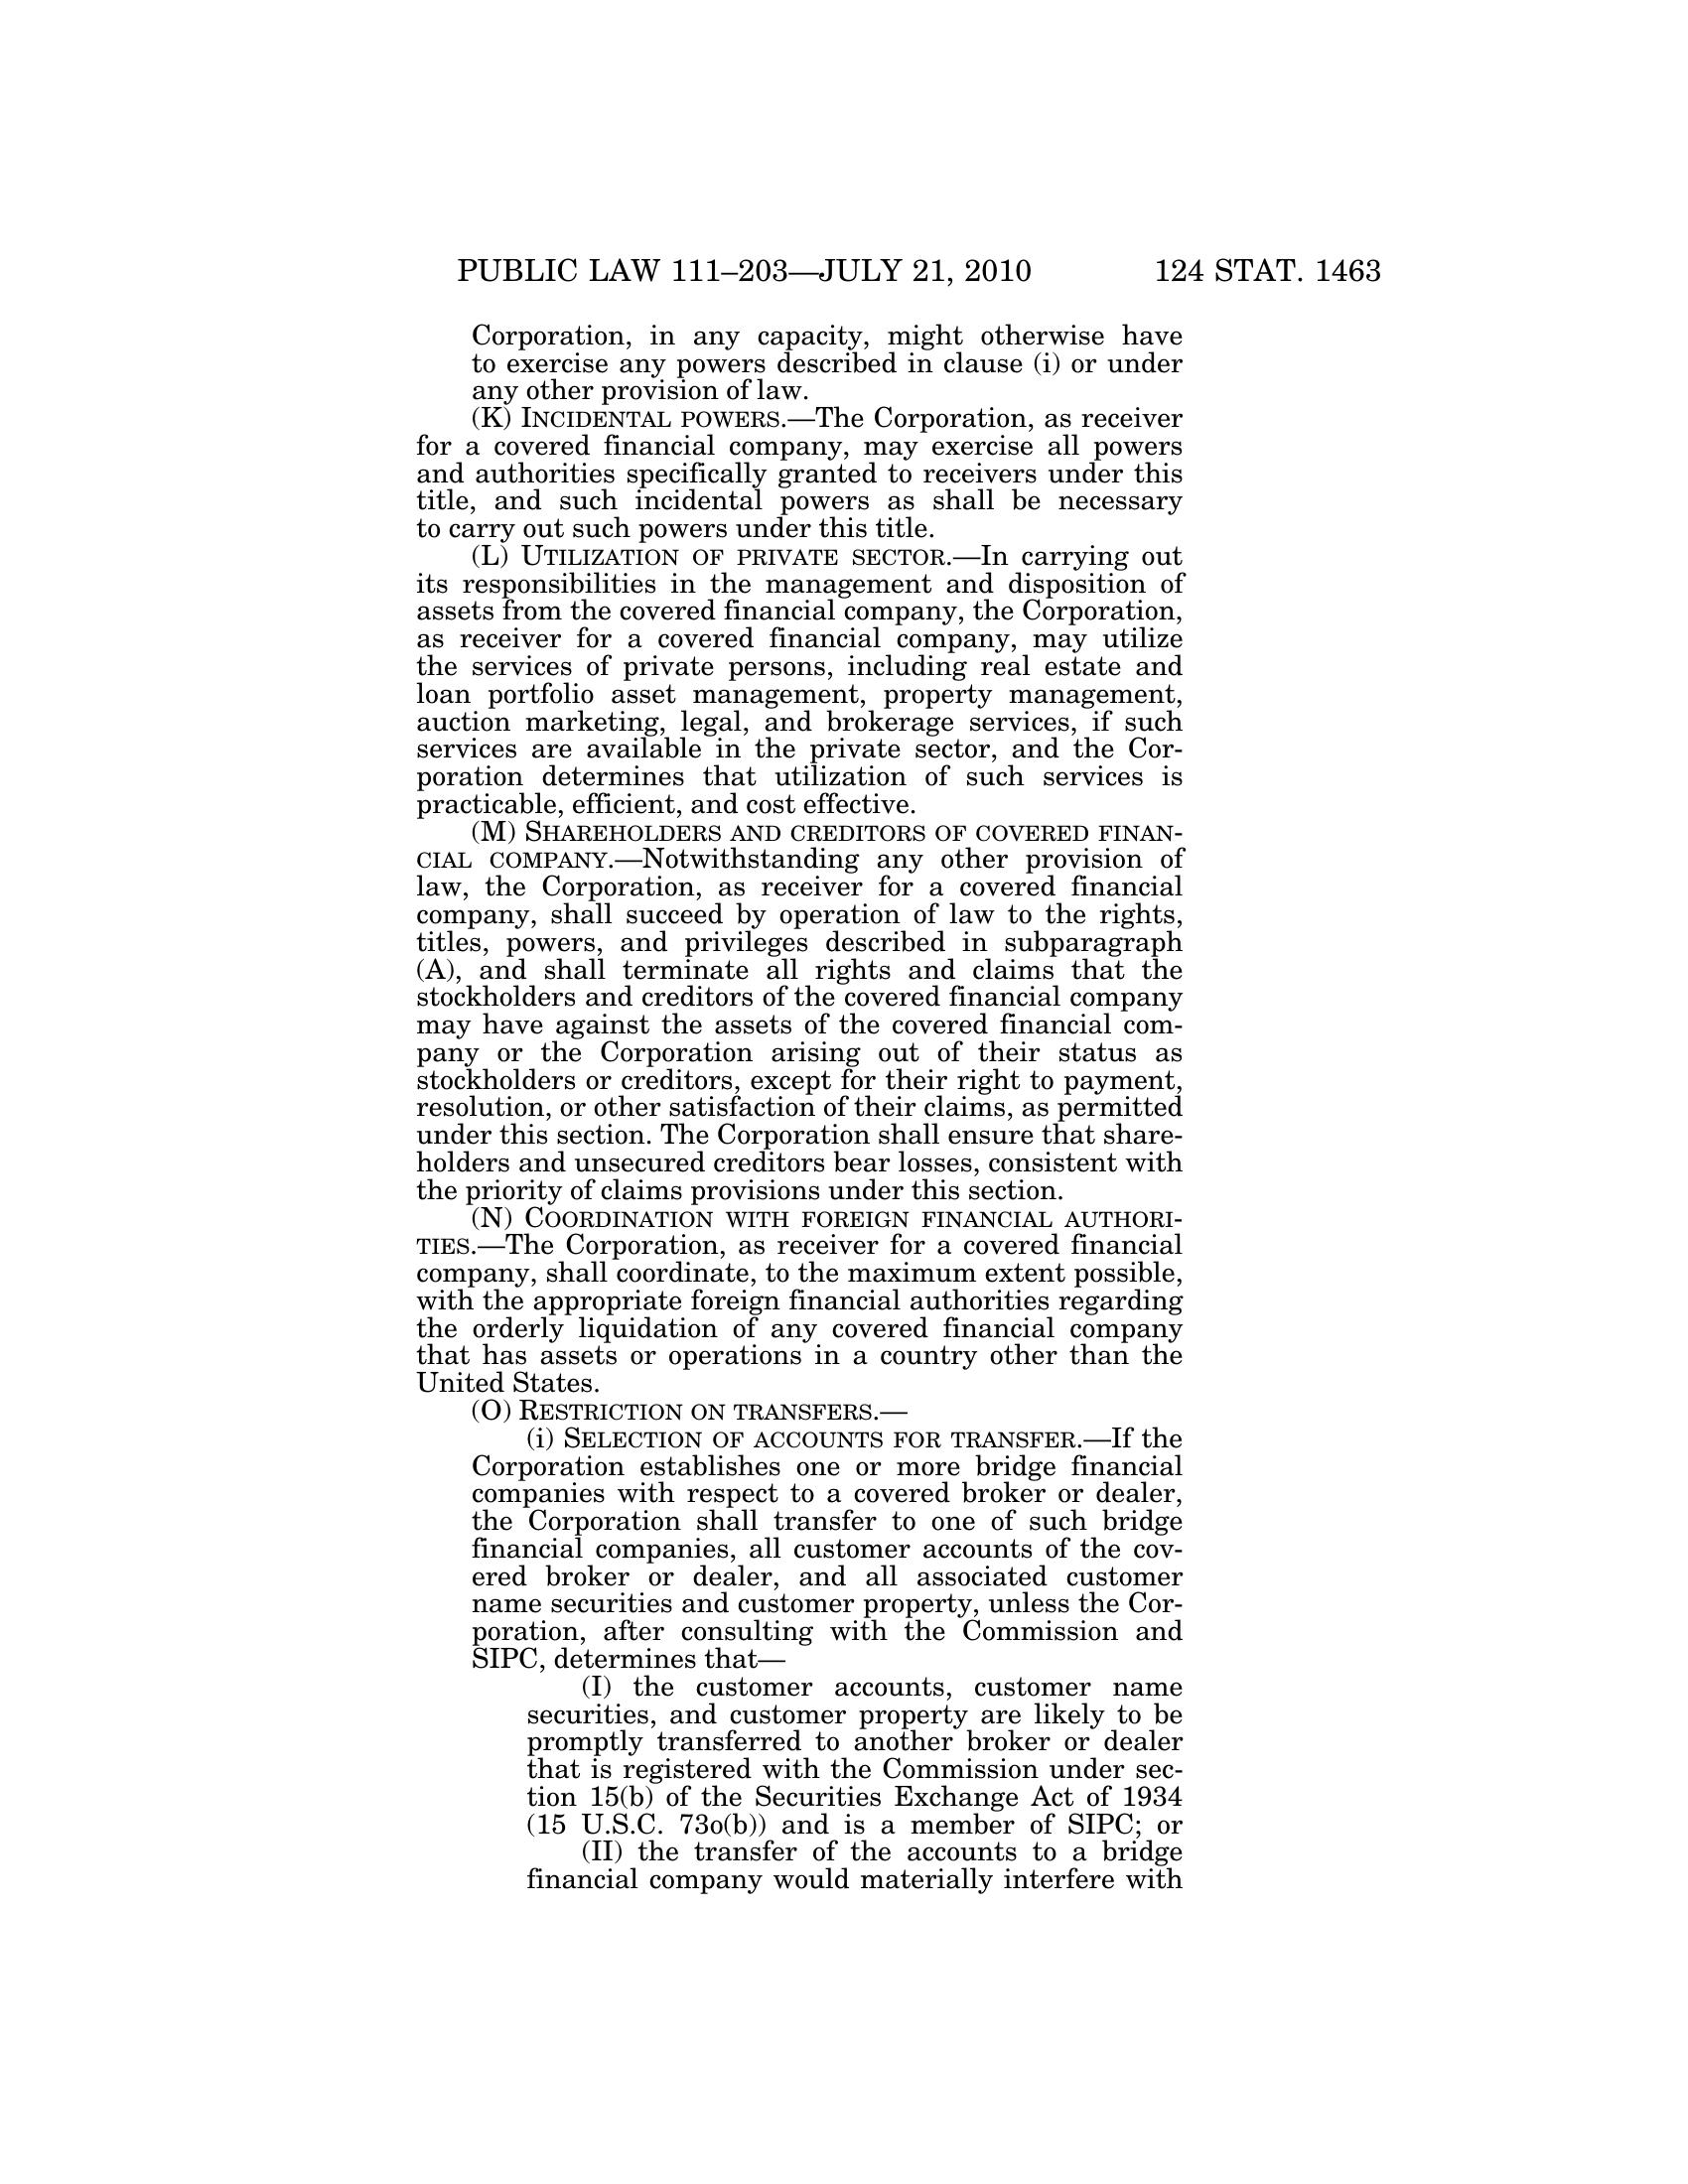 PUBLIC LAW 111–203—JULY 21, 2010 124 STAT. 1463
Corporation, in any capacity, might otherwise have
to exercise any powers described in clause (i) or under
any other provision of law.
(K) INCIDENTAL POWERS.—The Corporation, as receiver
for a covered financial company, may exercise all powers
and authorities specifically granted to receivers under this
title, and such incidental powers as shall be necessary
to carry out such powers under this title.
(L) UTILIZATION OF PRIVATE SECTOR.—In carrying out
its responsibilities in the management and disposition of
assets from the covered financial company, the Corporation,
as receiver for a covered financial company, may utilize
the services of private persons, including real estate and
loan portfolio asset management, property management,
auction marketing, legal, and brokerage services, if such
services are available in the private sector, and the Cor-
poration determines that utilization of such services is
practicable, efficient, and cost effective.
(M) SHAREHOLDERS AND CREDITORS OF COVERED FINAN-
CIAL COMPANY.—Notwithstanding any other provision of
law, the Corporation, as receiver for a covered financial
company, shall succeed by operation of law to the rights,
titles, powers, and privileges described in subparagraph
(A), and shall terminate all rights and claims that the
stockholders and creditors of the covered financial company
may have against the assets of the covered financial com-
pany or the Corporation arising out of their status as
stockholders or creditors, except for their right to payment,
resolution, or other satisfaction of their claims, as permitted
under this section. The Corporation shall ensure that share-
holders and unsecured creditors bear losses, consistent with
the priority of claims provisions under this section.
(N) COORDINATION WITH FOREIGN FINANCIAL AUTHORI-
TIES.—The Corporation, as receiver for a covered financial
company, shall coordinate, to the maximum extent possible,
with the appropriate foreign financial authorities regarding
the orderly liquidation of any covered financial company
that has assets or operations in a country other than the
United States.
(O) RESTRICTION ON TRANSFERS.—
(i) SELECTION OF ACCOUNTS FOR TRANSFER.—If the
Corporation establishes one or more bridge financial
companies with respect to a covered broker or dealer,
the Corporation shall transfer to one of such bridge
financial companies, all customer accounts of the cov-
ered broker or dealer, and all associated customer
name securities and customer property, unless the Cor-
poration, after consulting with the Commission and
SIPC, determines that—
(I) the customer accounts, customer name
securities, and customer property are likely to be
promptly transferred to another broker or dealer
that is registered with the Commission under sec-
tion 15(b) of the Securities Exchange Act of 1934
(15 U.S.C. 73o(b)) and is a member of SIPC; or
(II) the transfer of the accounts to a bridge
financial company would materially interfere with